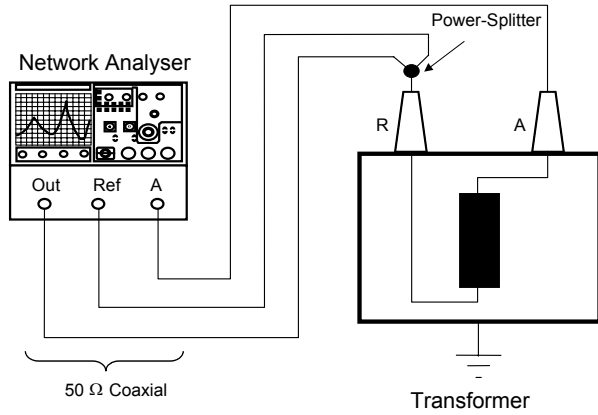 Power-Splitter
Network Analyser
R
A
Out Ref A
50 Ω Coaxial
Transformer